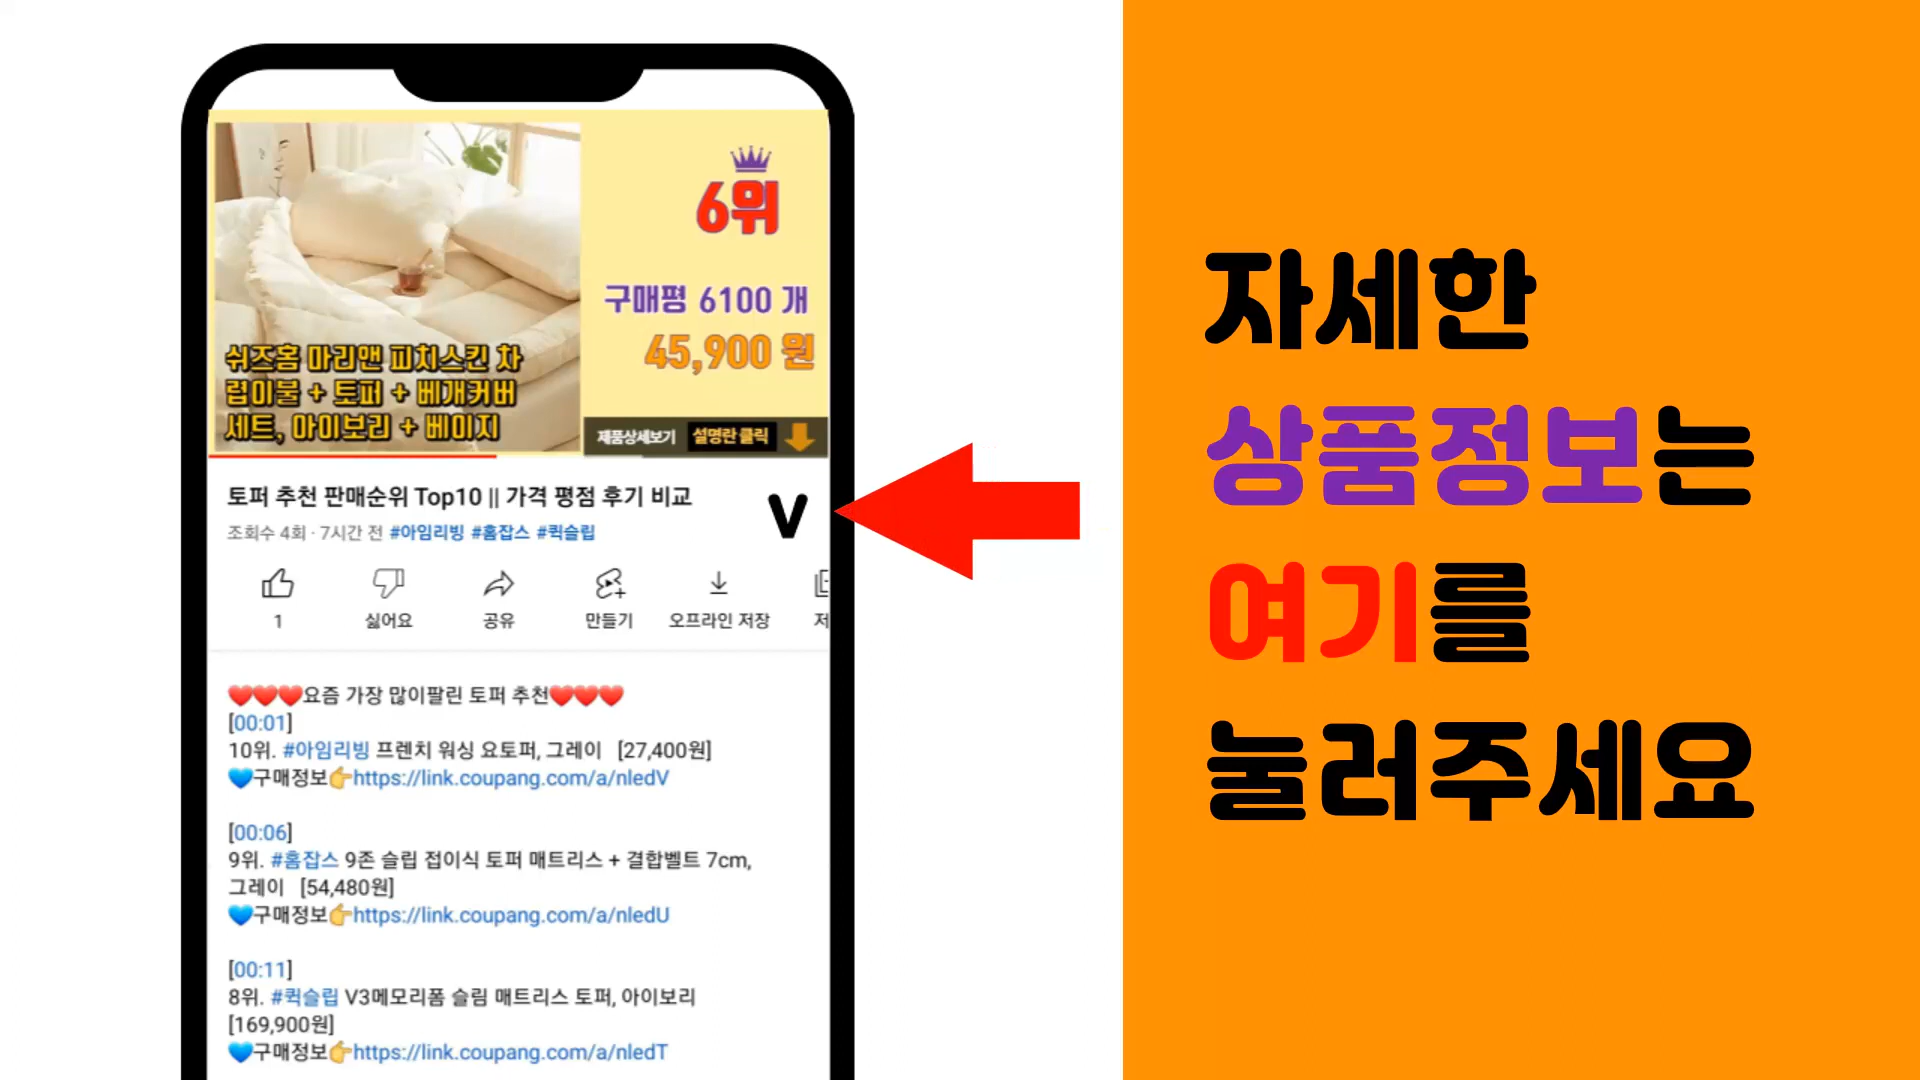 6위
구매평 6100 개
45,900 원
쉬즈홈 마리앤 피치스킨 차
렵이불 + 토퍼 + 베개커버
세트, 아이보리 + 베이지
제품상세보기 설명란 클릭
토퍼 추천 판매순위 Top10 || 가격 평점 후기 비교
V
조회수 4회 · 7시간 전 #아임리빙 #홈잡스 #퀵슬립
1 싫어요 공유 만들기 오프라인 저장 저
❤️❤️❤️요즘 가장 많이팔린 토퍼 추천❤️❤️❤️
[00:01]
10위. #아임리빙 프렌치 워싱 요토퍼, 그레이 [27,400원]
💙구매정보👉https://link.coupang.com/a/nledV
[00:06]
9위. #홈잡스 9존 슬립 접이식 토퍼 매트리스 + 결합벨트 7cm,
그레이 [54,480원]
💙구매정보👉https://link.coupang.com/a/nledU
[00:11]
8위. #퀵슬립 V3메모리폼 슬림 매트리스 토퍼, 아이보리
[169,900원]
💙구매정보👉https://link.coupang.com/a/nledT
자세한
상품정보는
여기를
눌러주세요